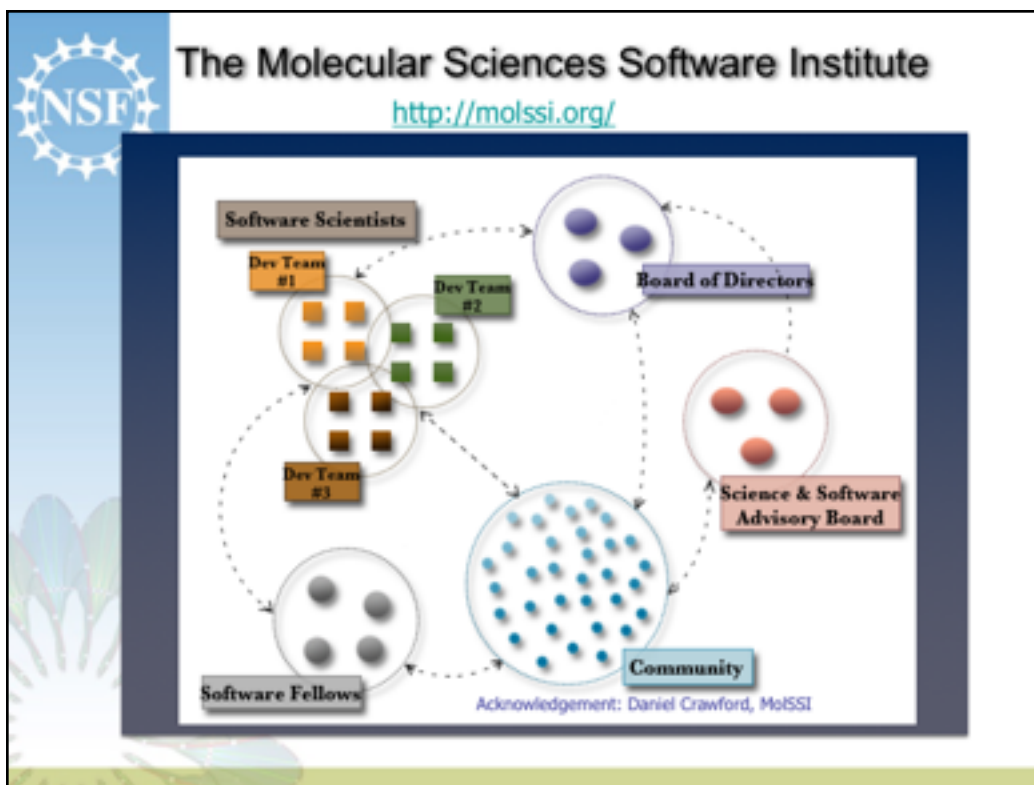 The Molecular Sciences Software Institute
NSF
http://molssi.org/
Software Scientists
Dev Team
#1
Dev Team
#2
Board of Directors
Dev Team
#3
Science & Software
Advisory Board
Community
Software Fellows
Acknowledgement: Daniel Crawford, MolSSI